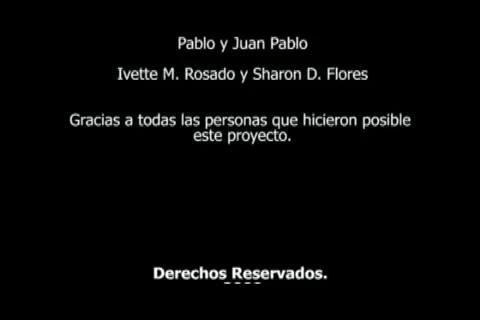 Pablo y Juan Pablo
Ivette M. Rosado y Sharon D. Flores
Gracias a todas las personas que hicieron posible
este proyecto.
Derechos Reservados.